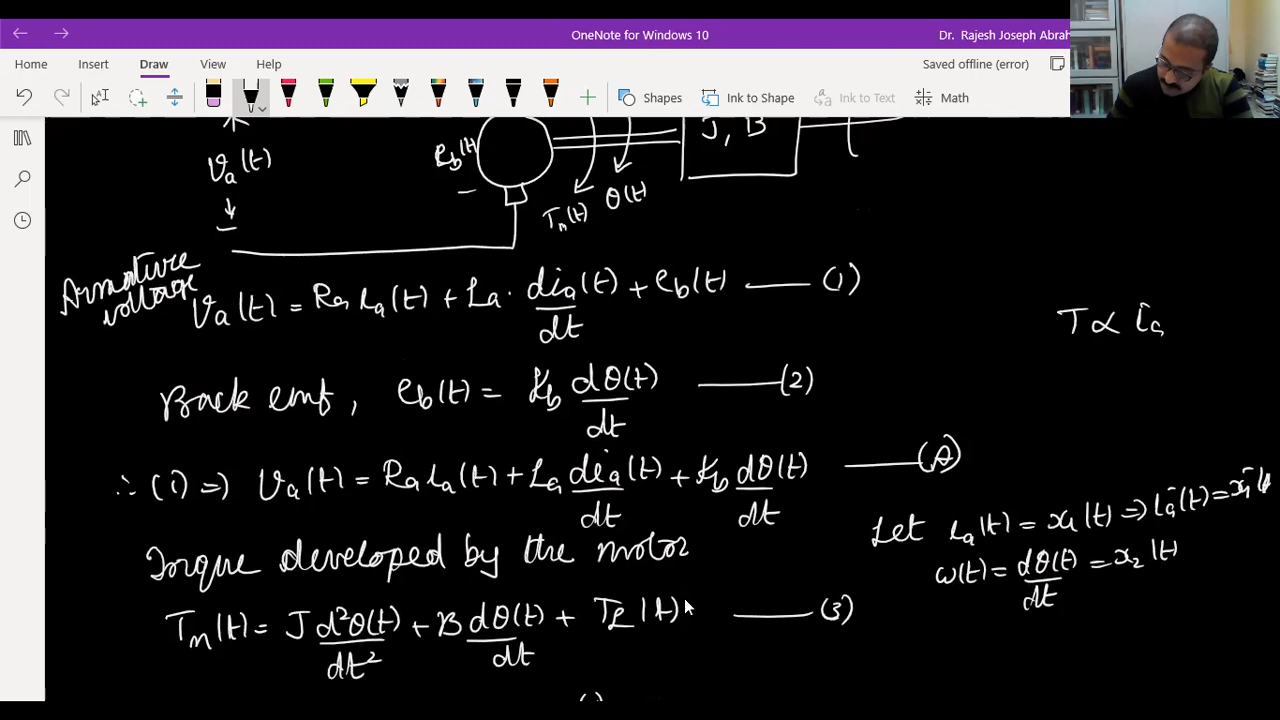 OneNote for Windows 10
Dr. Rajesh Joseph Abrah
Home Insert Draw View Help
Saved offline (error)
Shapes
Ink to Shape
Ink to Text
Math
Va(t)
eb(t)
Tm(t)
θ(t)
J, B
Armature
voltage
Va(t) = Ra ia(t) + La . dia(t)/dt + eb(t) —— (1)
T ∝ ia
Back emf, eb(t) = Kb dθ(t)/dt —— (2)
∴ (1) ⇒ Va(t) = Ra ia(t) + La dia(t)/dt + Kb dθ(t)/dt —— (A)
Let ia(t) = x1(t) ⇒ i̇a(t) = ẋ1(t
ω(t) = dθ(t)/dt = x2(t)
Torque developed by the motor
Tm(t) = J d²θ(t)/dt² + B dθ(t)/dt + TL(t) —— (3)